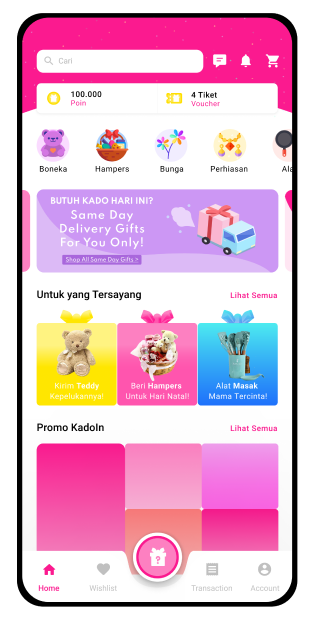 Cari
100.000
Poin
4 Tiket
Voucher
Boneka
Hampers
Bunga
Perhiasan
Ala
BUTUH KADO HARI INI?
Same Day
Delivery Gifts
For You Only!
Shop All Same Day Gifts >
Untuk yang Tersayang
Lihat Semua
Kirim Teddy
Kepelukannya!
Beri Hampers
Untuk Hari Natal!
Alat Masak
Mama Tercinta!
Promo KadoIn
Lihat Semua
?
Home
Wishlist
Transaction
Account